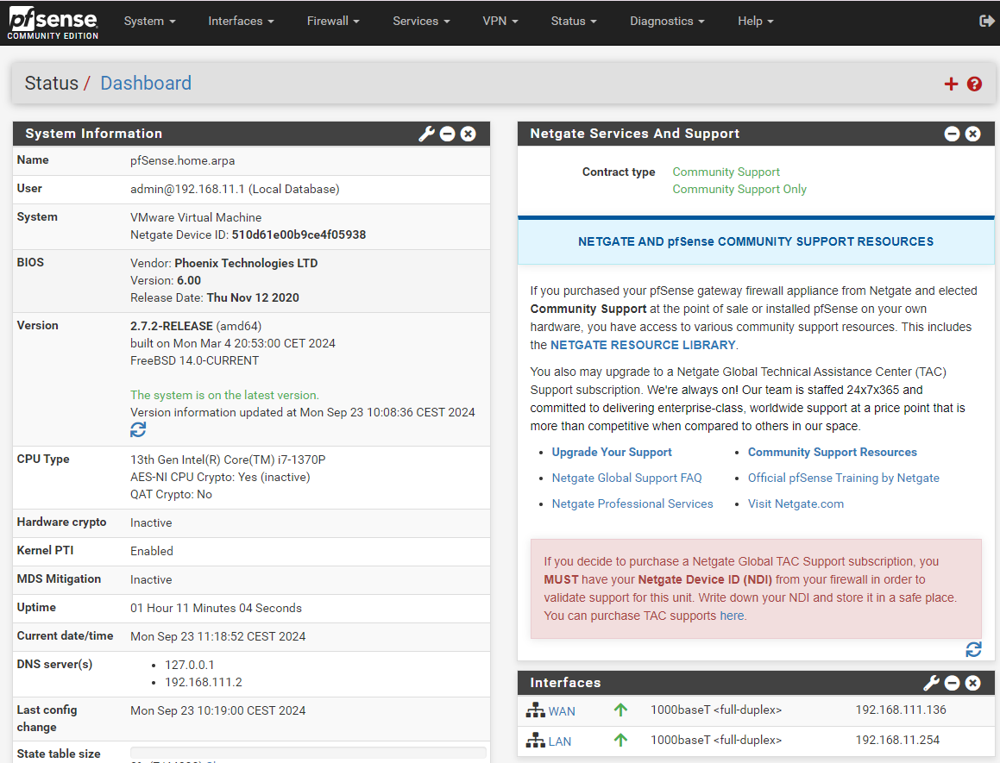 pfsense
COMMUNITY EDITION
System
Interfaces
Firewall
Services
VPN
Status
Diagnostics
Help
Status / Dashboard
System Information
Name pfSense.home.arpa
User admin@192.168.11.1 (Local Database)
System VMware Virtual Machine
Netgate Device ID: 510d61e00b9ce4f05938
BIOS Vendor: Phoenix Technologies LTD
Version: 6.00
Release Date: Thu Nov 12 2020
Version 2.7.2-RELEASE (amd64)
built on Mon Mar 4 20:53:00 CET 2024
FreeBSD 14.0-CURRENT
The system is on the latest version.
Version information updated at Mon Sep 23 10:08:36 CEST 2024
CPU Type 13th Gen Intel(R) Core(TM) i7-1370P
AES-NI CPU Crypto: Yes (inactive)
QAT Crypto: No
Hardware crypto Inactive
Kernel PTI Enabled
MDS Mitigation Inactive
Uptime 01 Hour 11 Minutes 04 Seconds
Current date/time Mon Sep 23 11:18:52 CEST 2024
DNS server(s) • 127.0.0.1
• 192.168.111.2
Last config change Mon Sep 23 10:19:00 CEST 2024
State table size
Netgate Services And Support
Contract type Community Support
Community Support Only
NETGATE AND pfSense COMMUNITY SUPPORT RESOURCES
If you purchased your pfSense gateway firewall appliance from Netgate and elected
Community Support at the point of sale or installed pfSense on your own
hardware, you have access to various community support resources. This includes
the NETGATE RESOURCE LIBRARY.
You also may upgrade to a Netgate Global Technical Assistance Center (TAC)
Support subscription. We're always on! Our team is staffed 24x7x365 and
committed to delivering enterprise-class, worldwide support at a price point that is
more than competitive when compared to others in our space.
• Upgrade Your Support
• Community Support Resources
• Netgate Global Support FAQ
• Official pfSense Training by Netgate
• Netgate Professional Services
• Visit Netgate.com
If you decide to purchase a Netgate Global TAC Support subscription, you
MUST have your Netgate Device ID (NDI) from your firewall in order to
validate support for this unit. Write down your NDI and store it in a safe place.
You can purchase TAC supports here.
Interfaces
WAN 1000baseT <full-duplex> 192.168.111.136
LAN 1000baseT <full-duplex> 192.168.11.254